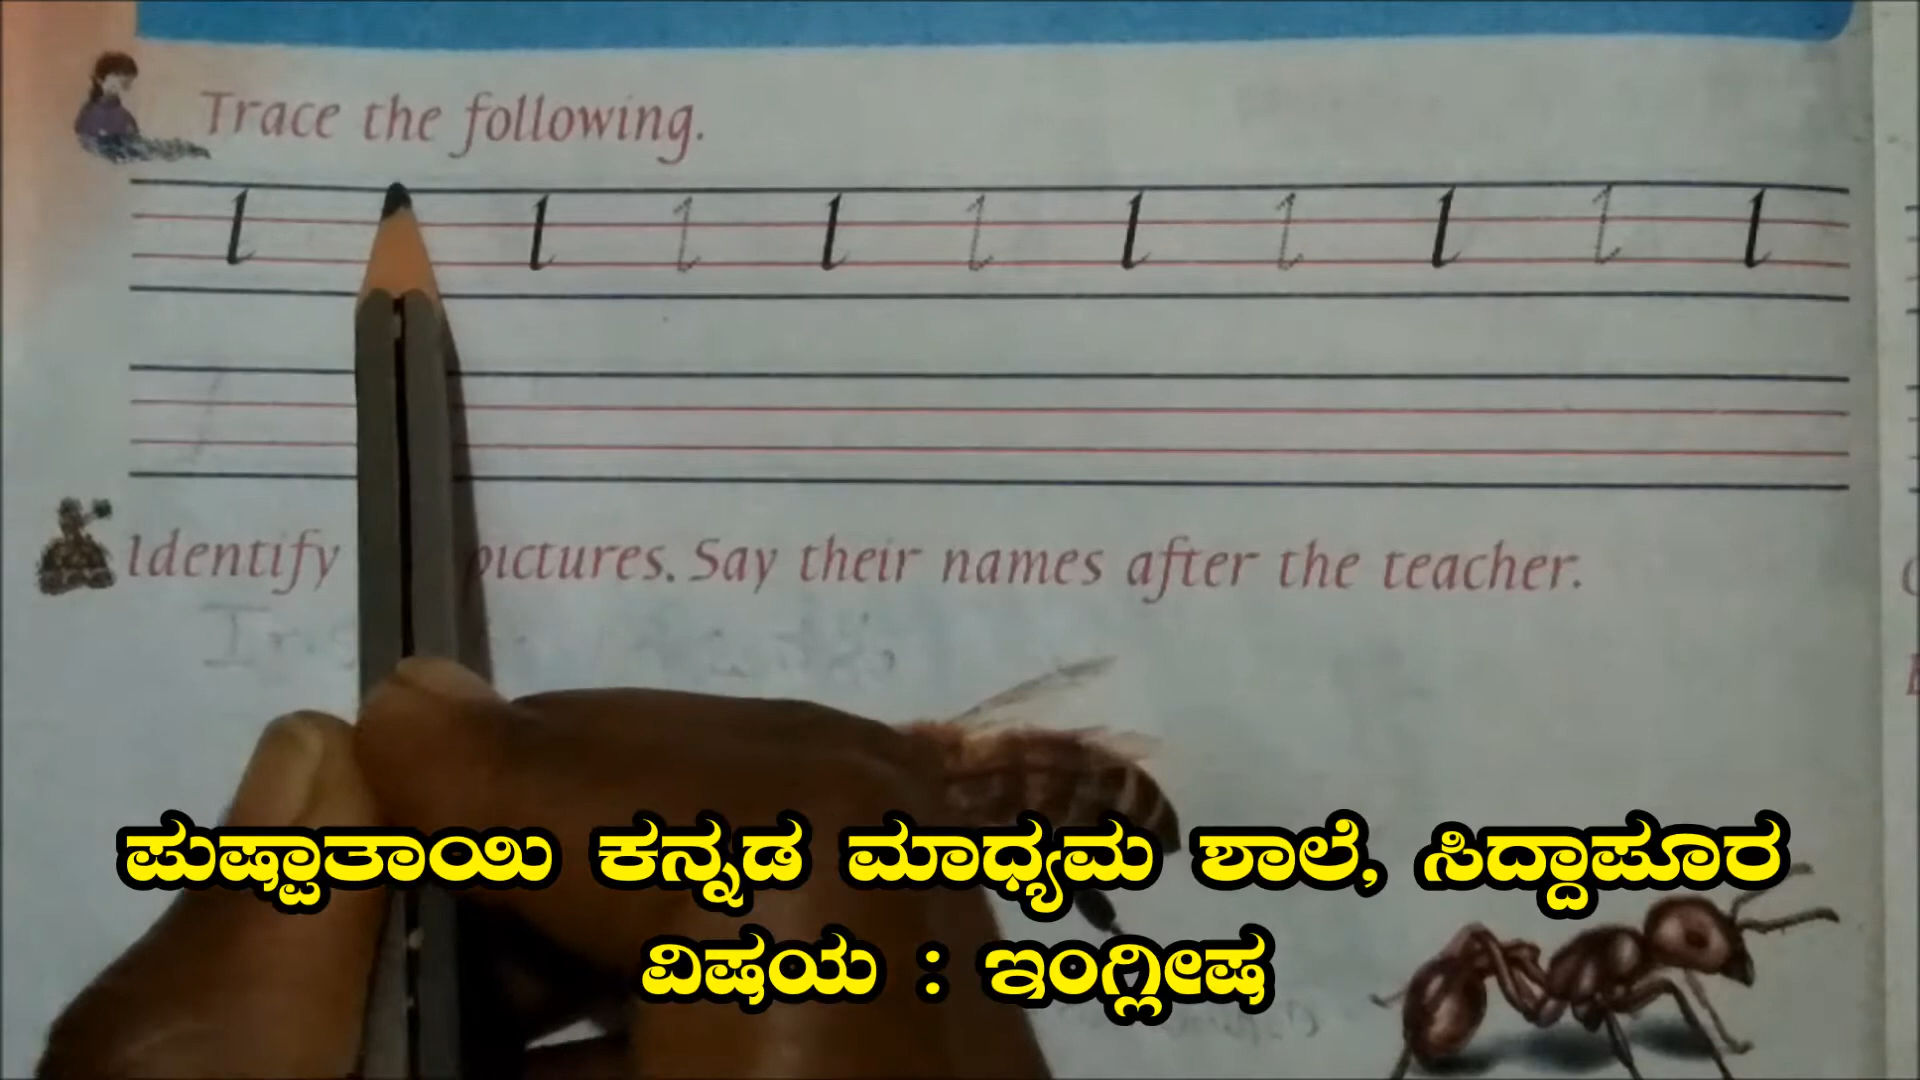 Trace the following.
l l l l l l l l l l
Identify pictures. Say their names after the teacher.
ಪುಷ್ಪಾತಾಯಿ ಕನ್ನಡ ಮಾಧ್ಯಮ ಶಾಲೆ, ಸಿದ್ದಾಪೂರ
ವಿಷಯ : ಇಂಗ್ಲೀಷ